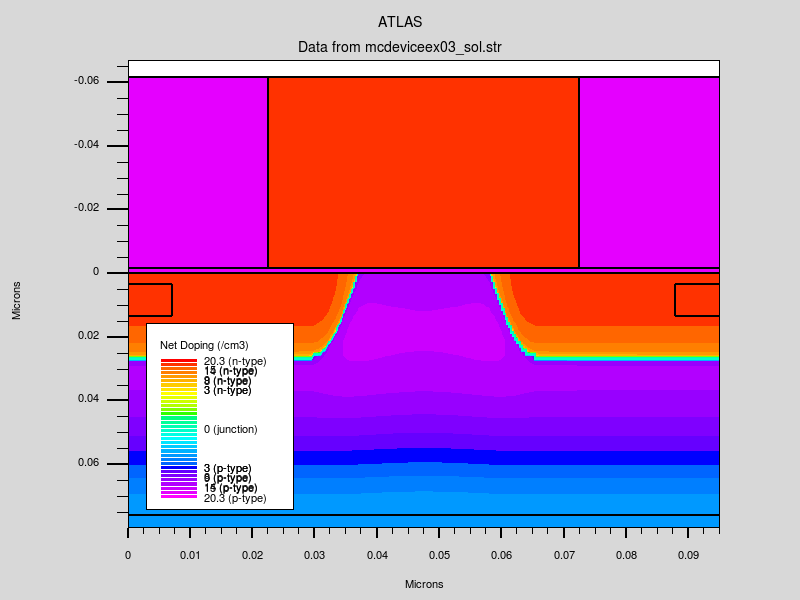 ATLAS
Data from mcdeviceex03_sol.str
Microns
-0.06
-0.04
-0.02
0
0.02
0.04
0.06
Net Doping (/cm3)
20.3 (n-type)
15 (n-type)
9 (n-type)
3 (n-type)
0 (junction)
3 (p-type)
9 (p-type)
15 (p-type)
20.3 (p-type)
0 0.01 0.02 0.03 0.04 0.05 0.06 0.07 0.08 0.09
Microns